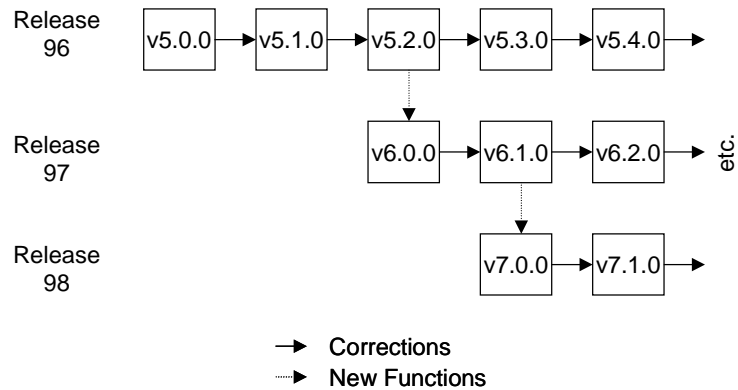 Release
96
v5.0.0 v5.1.0 v5.2.0 v5.3.0 v5.4.0
Release
97
v6.0.0 v6.1.0 v6.2.0
etc.
Release
98
v7.0.0 v7.1.0
Corrections
New Functions